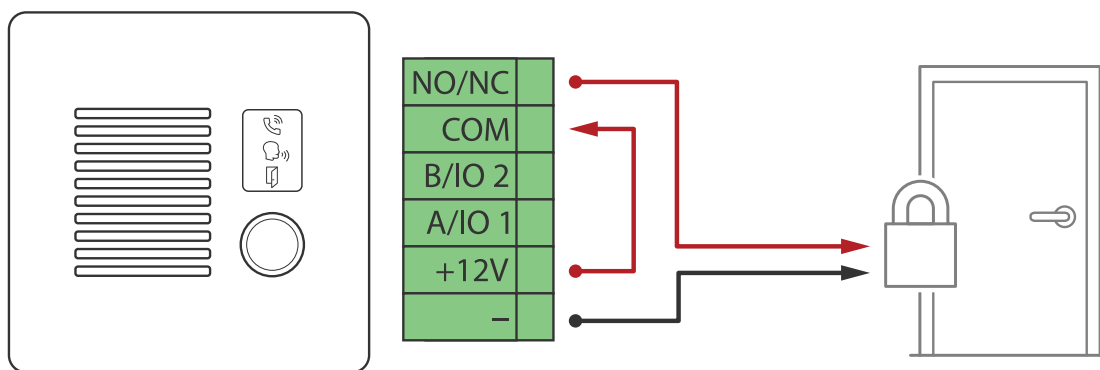 NO/NC
COM
B/IO 2
A/IO 1
+12V
–